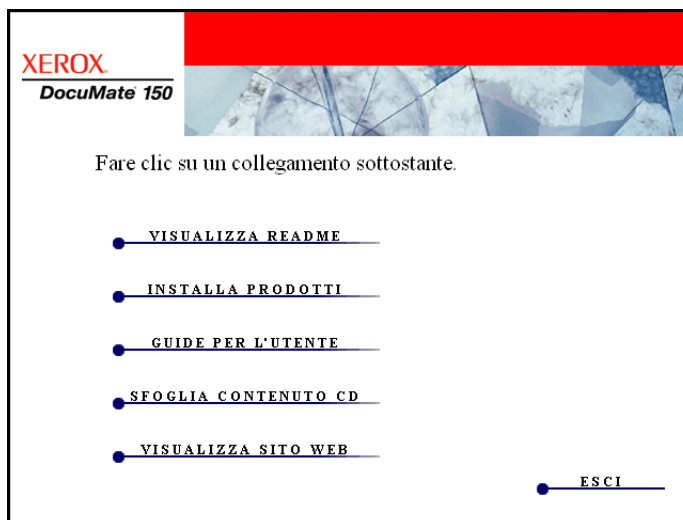 XEROX
DocuMate 150
Fare clic su un collegamento sottostante.
VISUALIZZA README
INSTALLA PRODOTTI
GUIDE PER L'UTENTE
SFOGLIA CONTENUTO CD
VISUALIZZA SITO WEB
ESCI